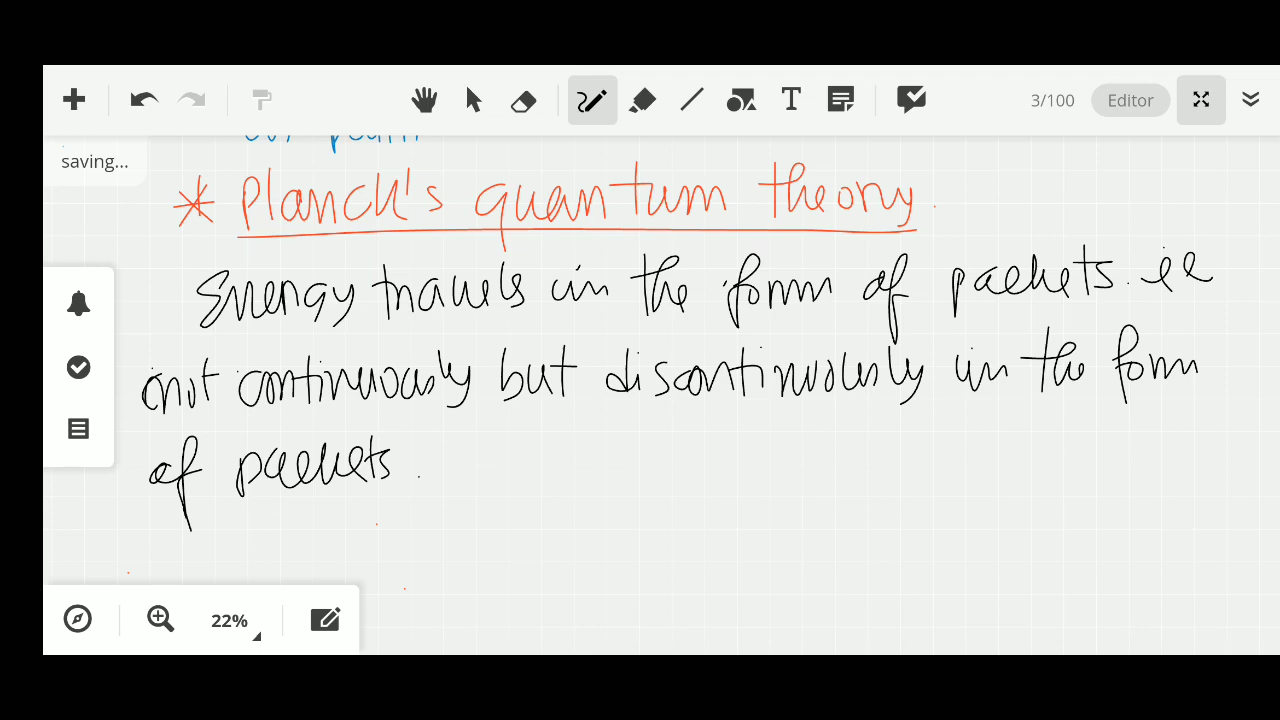 3/100
Editor
saving...
* Planck's quantum theory.
Energy travels in the form of packets. ie
not continuously but discontinuously in the form
of packets.
22%